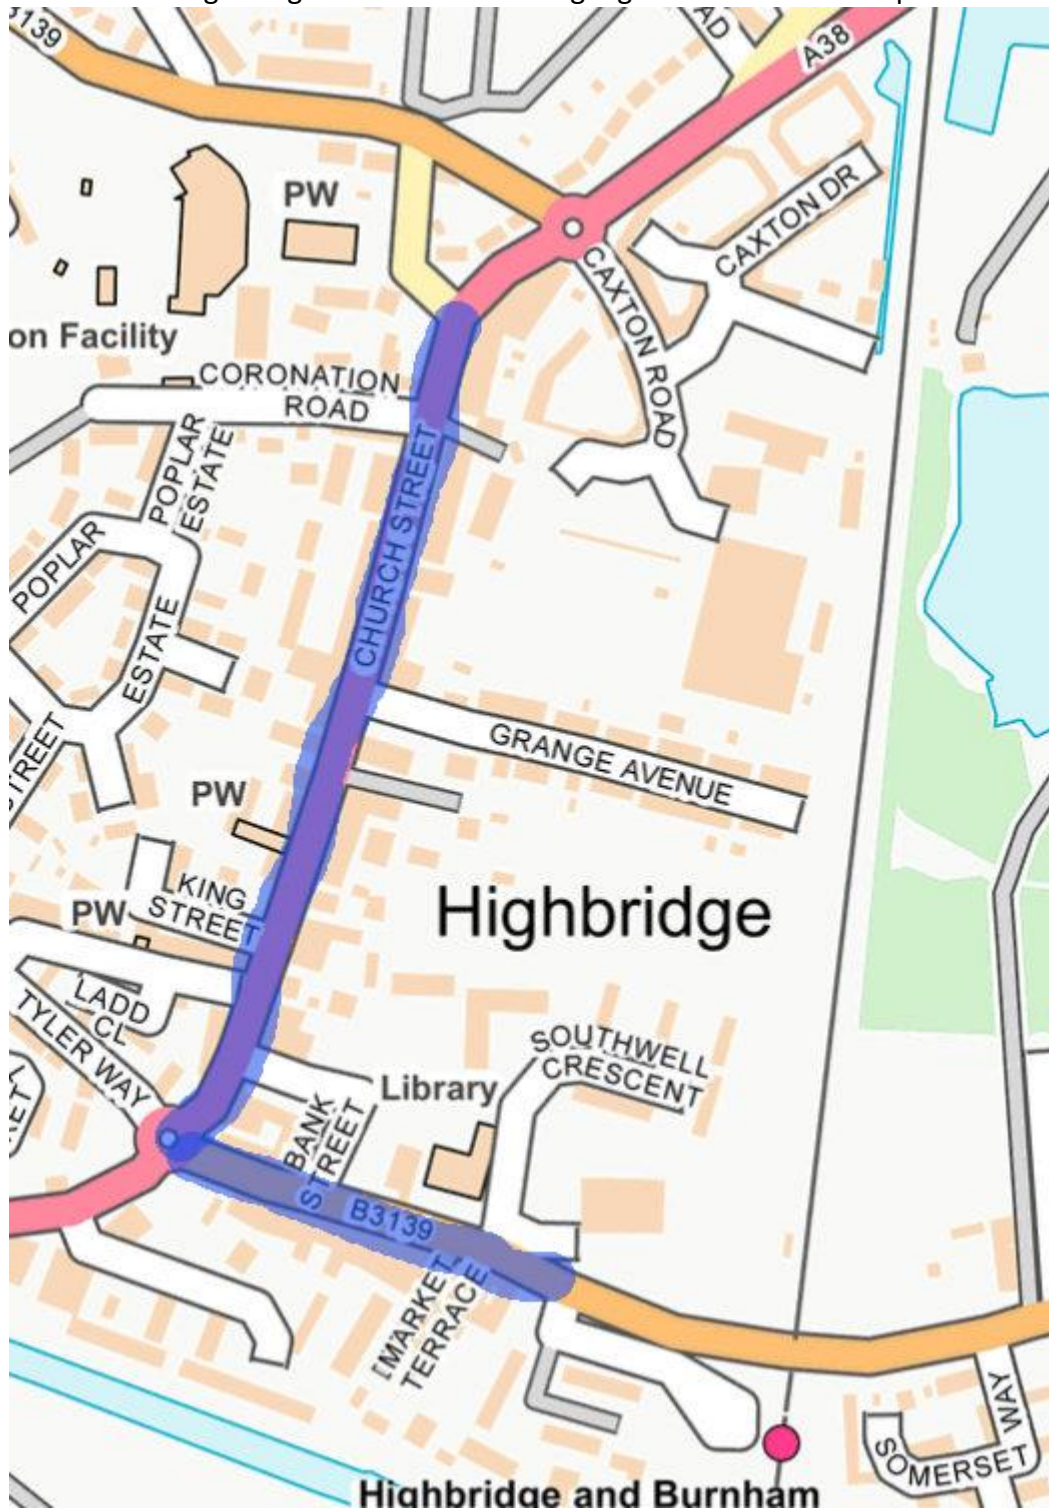 B3139
A38
PW
CAXTON DR
CAXTON ROAD
on Facility
CORONATION
ROAD
POPLAR
ESTATE
CHURCH STREET
POPLAR
ESTATE
STREET
GRANGE AVENUE
PW
KING
STREET
PW
Highbridge
LADD
CL
TYLER WAY
SOUTHWELL
CRESCENT
Library
BANK
STREET
B3139
MARKET
TERRACE
WAY
SOMERSET
Highbridge and Burnham